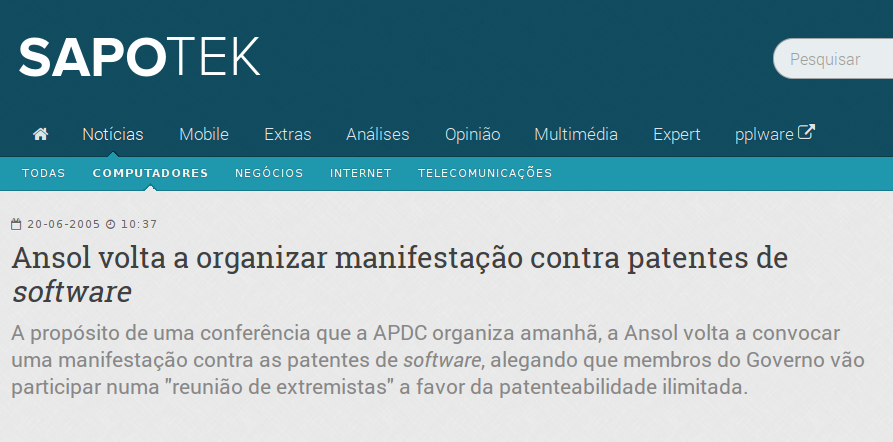 SAPOTEK
Pesquisar
Notícias Mobile Extras Análises Opinião Multimédia Expert pplware
TODAS COMPUTADORES NEGÓCIOS INTERNET TELECOMUNICAÇÕES
20-06-2005 10:37
Ansol volta a organizar manifestação contra patentes de
software
A propósito de uma conferência que a APDC organiza amanhã, a Ansol volta a convocar
uma manifestação contra as patentes de software, alegando que membros do Governo vão
participar numa "reunião de extremistas" a favor da patenteabilidade ilimitada.